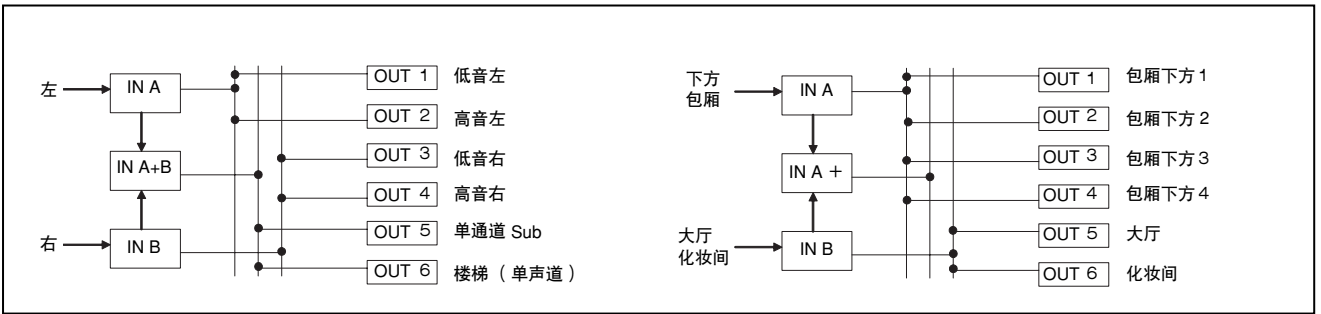 左
IN A
IN A+B
右
IN B
OUT 1 低音左
OUT 2 高音左
OUT 3 低音右
OUT 4 高音右
OUT 5 单通道 Sub
OUT 6 楼梯 （ 单声道 ）
下方
包厢
IN A
IN A +
大厅
化妆间
IN B
OUT 1 包厢下方 1
OUT 2 包厢下方 2
OUT 3 包厢下方 3
OUT 4 包厢下方 4
OUT 5 大厅
OUT 6 化妆间